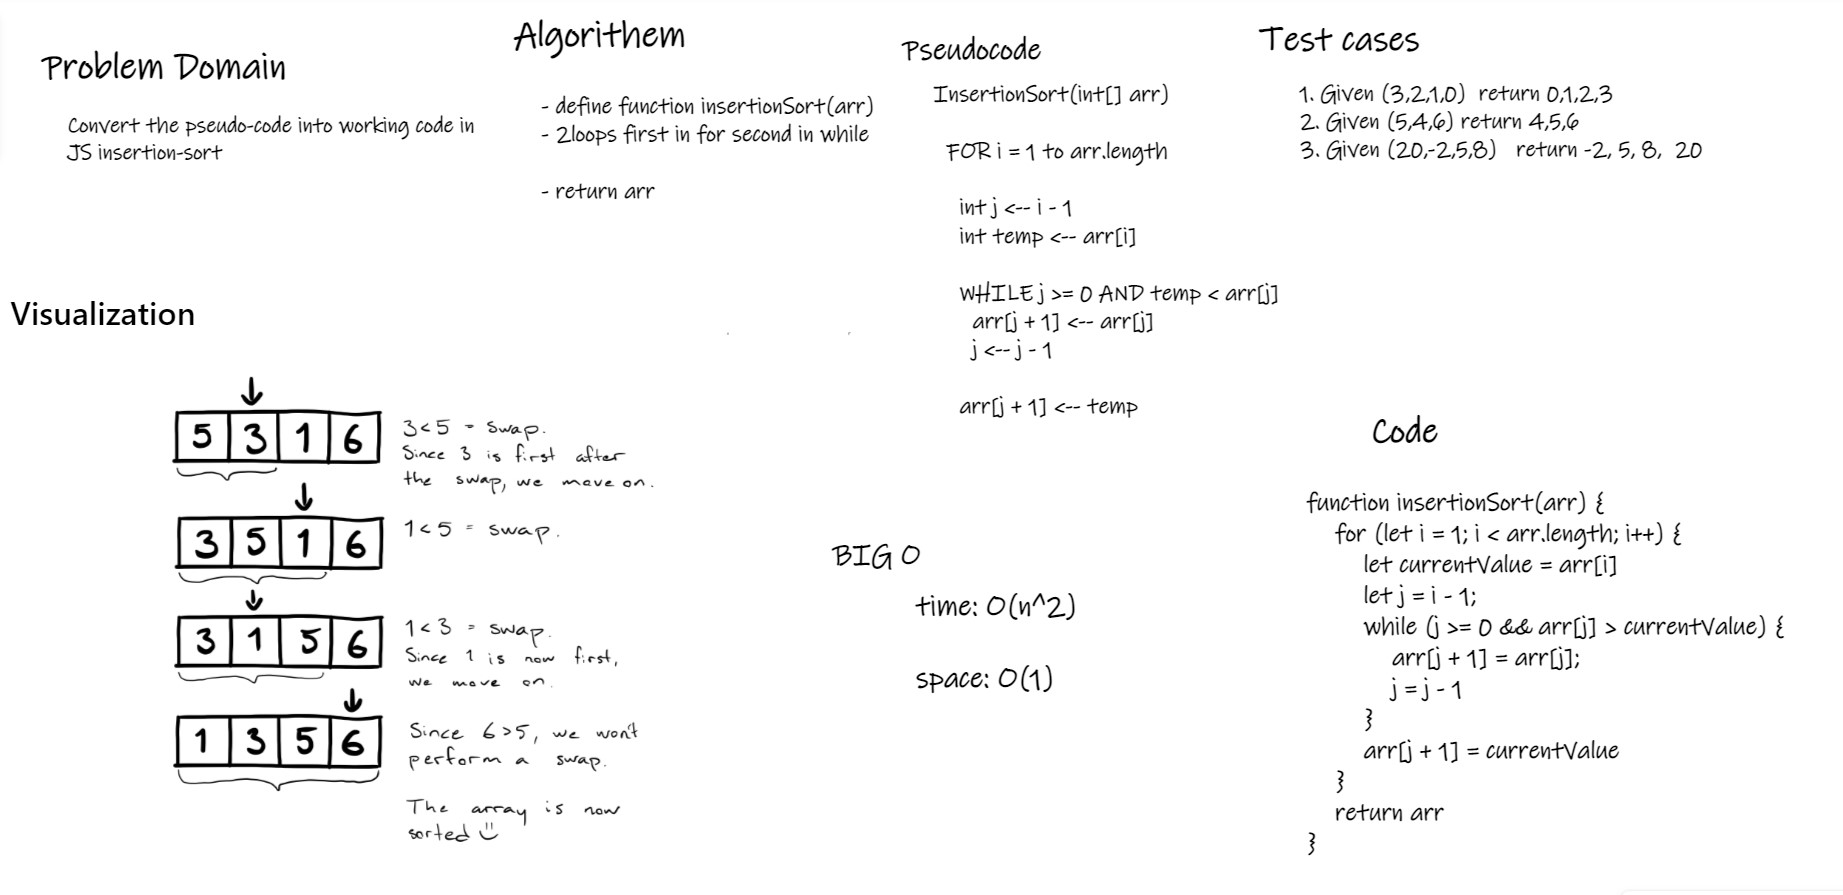 Problem Domain
Convert the pseudo-code into working code in
JS insertion-sort
Algorithem
- define function insertionSort(arr)
- 2loops first in for second in while
- return arr
Pseudocode
InsertionSort(int[] arr)
FOR i = 1 to arr.length
int j <-- i - 1
int temp <-- arr[i]
WHILE j >= 0 AND temp < arr[j]
arr[j + 1] <-- arr[j]
j <-- j - 1
arr[j + 1] <-- temp
Test cases
1. Given (3,2,1,0) return 0,1,2,3
2. Given (5,4,6) return 4,5,6
3. Given (20,-2,5,8) return -2, 5, 8, 20
Visualization
5 3 1 6
3<5 = swap.
Since 3 is first after
the swap, we move on.
3 5 1 6
1<5 = swap.
3 1 5 6
1<3 = swap.
Since 1 is now first,
we move on.
1 3 5 6
Since 6>5, we won't
perform a swap.
The array is now
sorted
BIG O
time: O(n^2)
space: O(1)
Code
function insertionSort(arr) {
for (let i = 1; i < arr.length; i++) {
let currentValue = arr[i]
let j = i - 1;
while (j >= 0 && arr[j] > currentValue) {
arr[j + 1] = arr[j];
j = j - 1
}
arr[j + 1] = currentValue
}
return arr
}